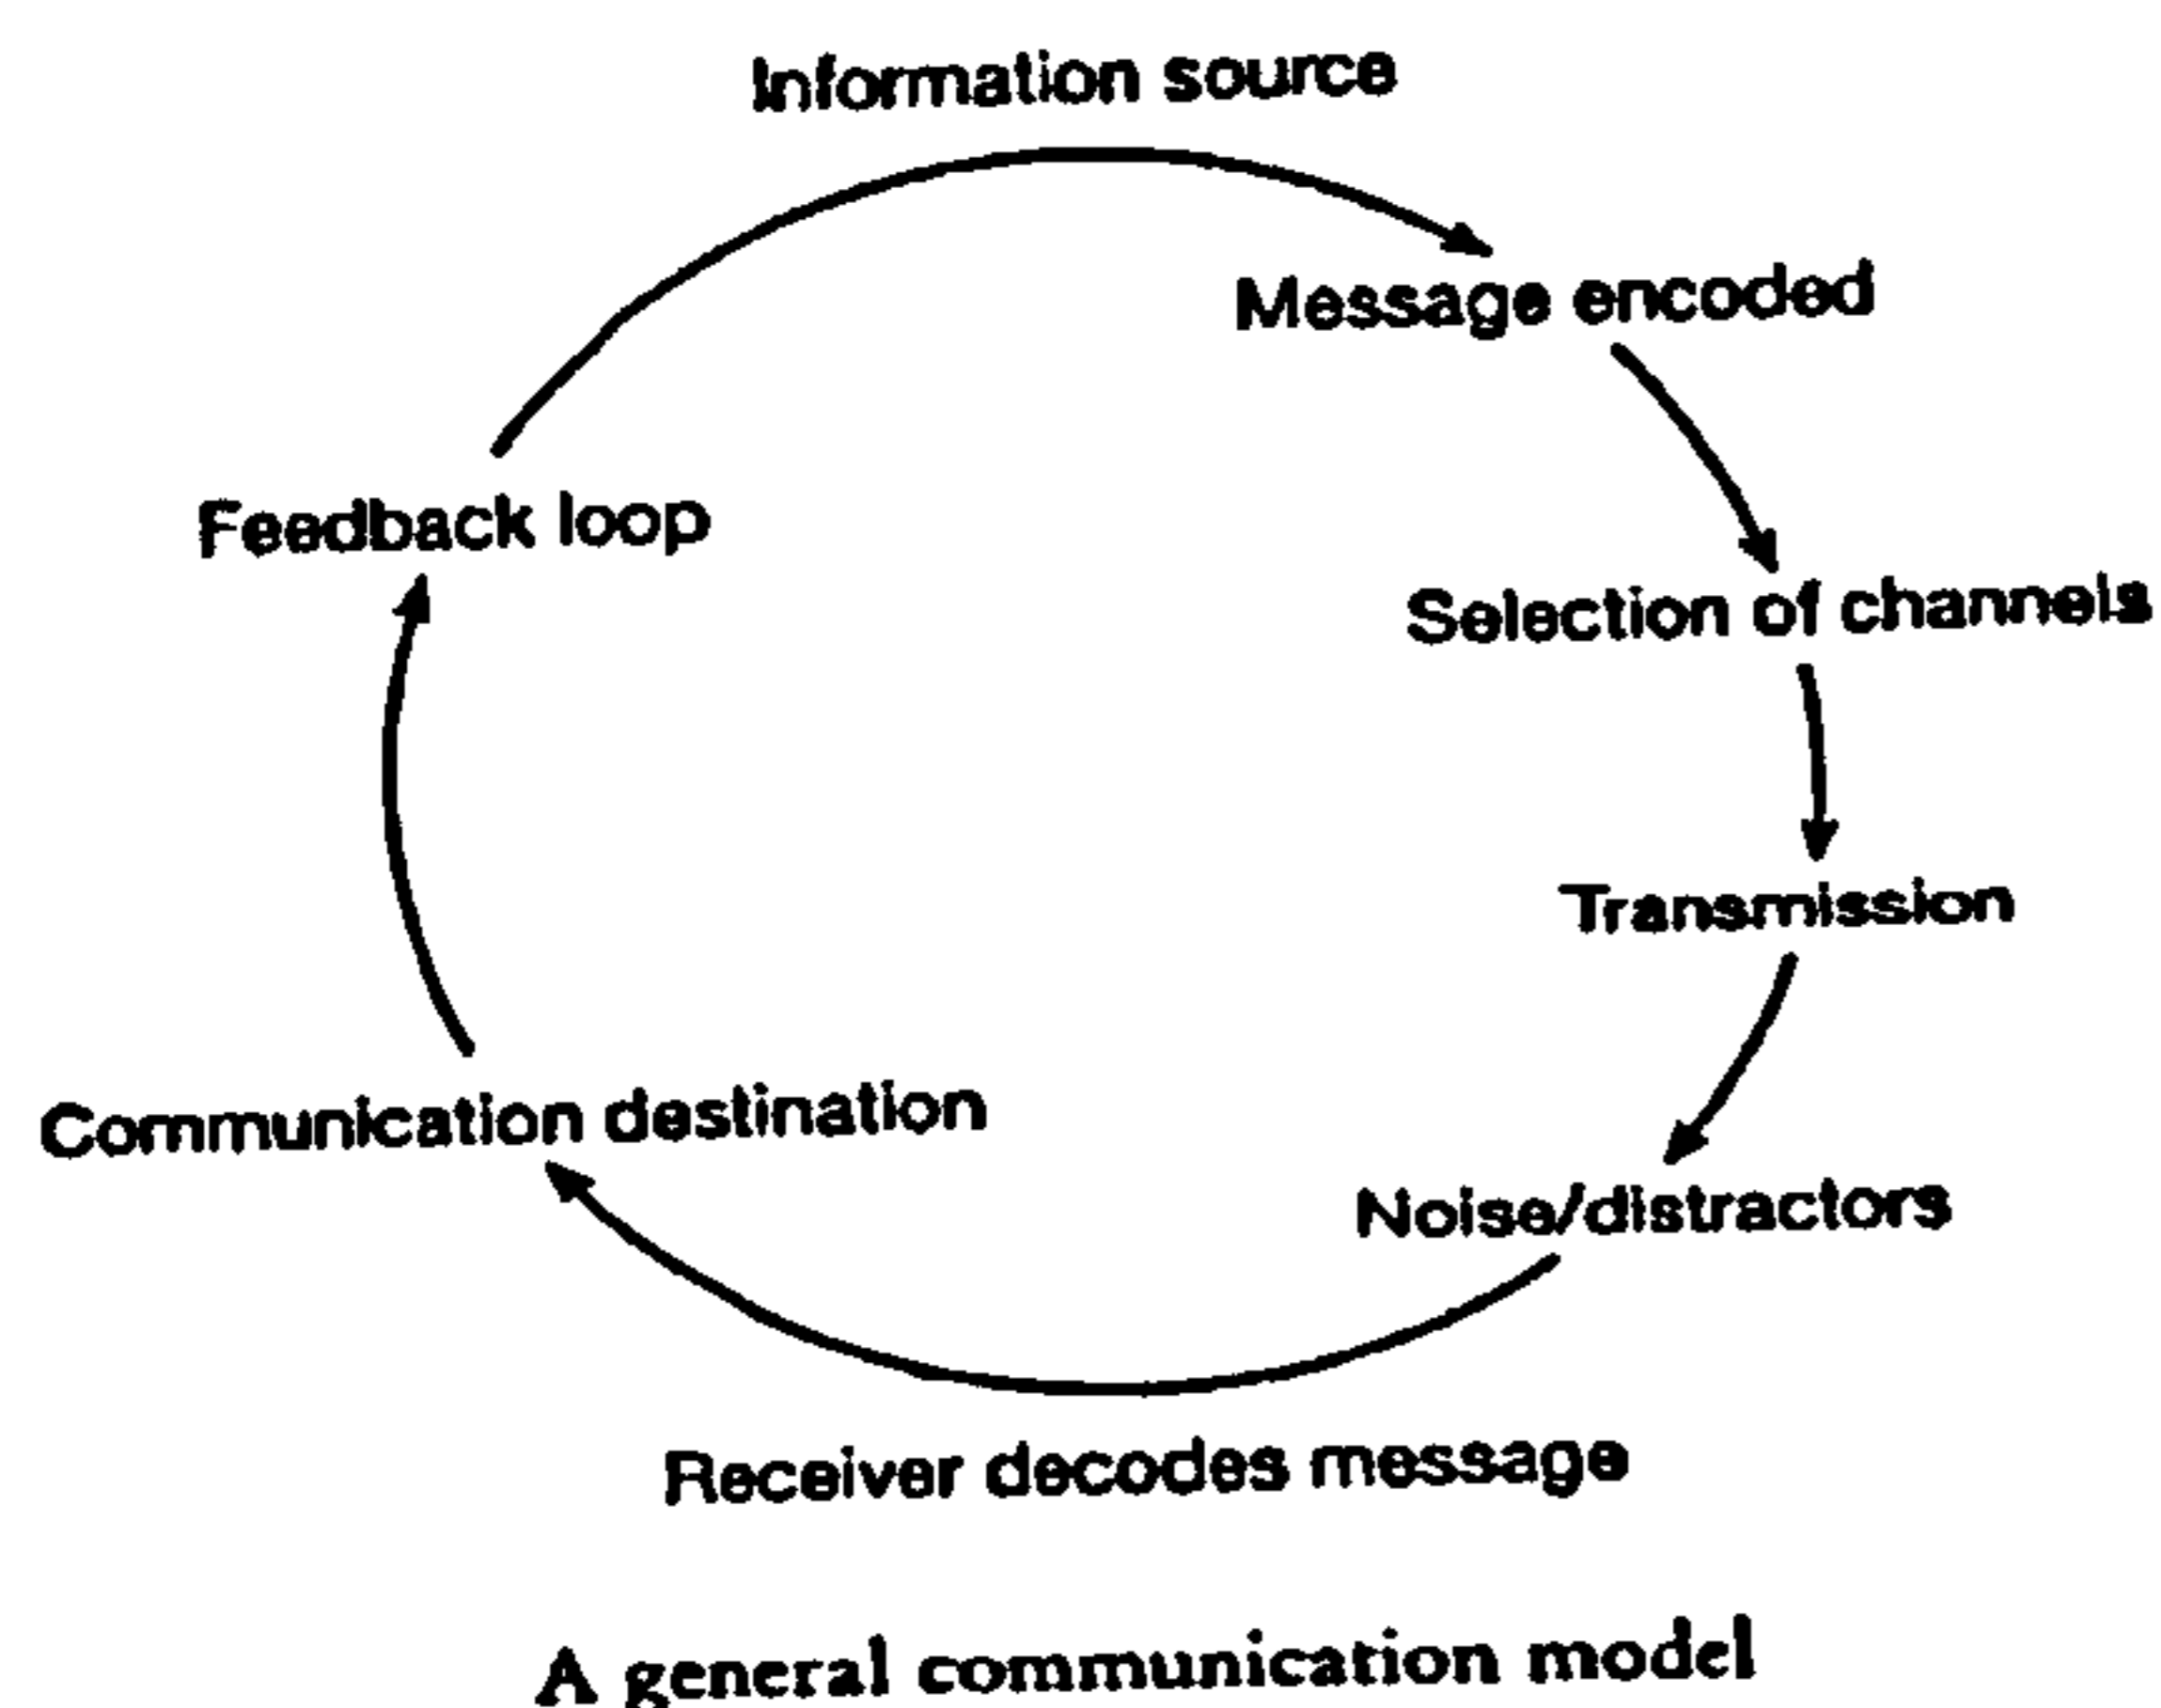 Information source
Message encoded
Selection of channels
Transmission
Noise/distractors
Receiver decodes message
Communication destination
Feedback loop
A general communication model